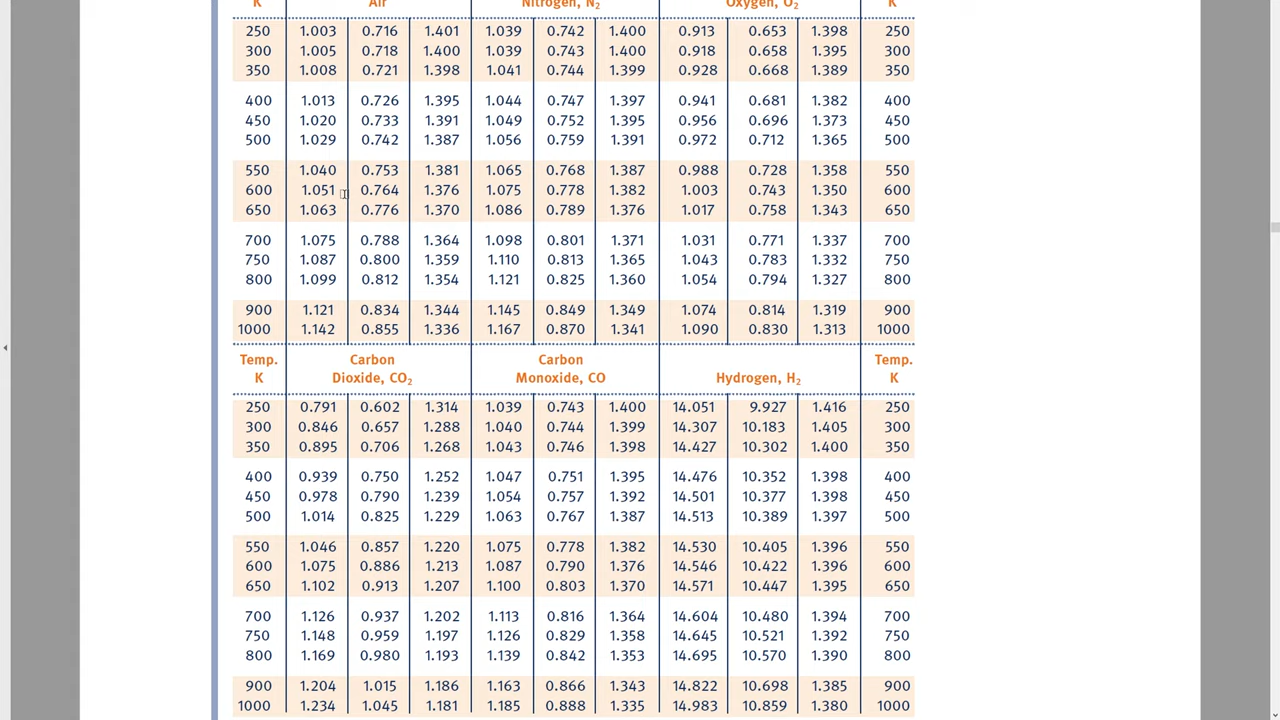 K Air Nitrogen, N₂ Oxygen, O₂ K
250 1.003 0.716 1.401 1.039 0.742 1.400 0.913 0.653 1.398 250
300 1.005 0.718 1.400 1.039 0.743 1.400 0.918 0.658 1.395 300
350 1.008 0.721 1.398 1.041 0.744 1.399 0.928 0.668 1.389 350
400 1.013 0.726 1.395 1.044 0.747 1.397 0.941 0.681 1.382 400
450 1.020 0.733 1.391 1.049 0.752 1.395 0.956 0.696 1.373 450
500 1.029 0.742 1.387 1.056 0.759 1.391 0.972 0.712 1.365 500
550 1.040 0.753 1.381 1.065 0.768 1.387 0.988 0.728 1.358 550
600 1.051 0.764 1.376 1.075 0.778 1.382 1.003 0.743 1.350 600
650 1.063 0.776 1.370 1.086 0.789 1.376 1.017 0.758 1.343 650
700 1.075 0.788 1.364 1.098 0.801 1.371 1.031 0.771 1.337 700
750 1.087 0.800 1.359 1.110 0.813 1.365 1.043 0.783 1.332 750
800 1.099 0.812 1.354 1.121 0.825 1.360 1.054 0.794 1.327 800
900 1.121 0.834 1.344 1.145 0.849 1.349 1.074 0.814 1.319 900
1000 1.142 0.855 1.336 1.167 0.870 1.341 1.090 0.830 1.313 1000
Temp. Carbon Carbon Temp.
K Dioxide, CO₂ Monoxide, CO Hydrogen, H₂ K
250 0.791 0.602 1.314 1.039 0.743 1.400 14.051 9.927 1.416 250
300 0.846 0.657 1.288 1.040 0.744 1.399 14.307 10.183 1.405 300
350 0.895 0.706 1.268 1.043 0.746 1.398 14.427 10.302 1.400 350
400 0.939 0.750 1.252 1.047 0.751 1.395 14.476 10.352 1.398 400
450 0.978 0.790 1.239 1.054 0.757 1.392 14.501 10.377 1.398 450
500 1.014 0.825 1.229 1.063 0.767 1.387 14.513 10.389 1.397 500
550 1.046 0.857 1.220 1.075 0.778 1.382 14.530 10.405 1.396 550
600 1.075 0.886 1.213 1.087 0.790 1.376 14.546 10.422 1.396 600
650 1.102 0.913 1.207 1.100 0.803 1.370 14.571 10.447 1.395 650
700 1.126 0.937 1.202 1.113 0.816 1.364 14.604 10.480 1.394 700
750 1.148 0.959 1.197 1.126 0.829 1.358 14.645 10.521 1.392 750
800 1.169 0.980 1.193 1.139 0.842 1.353 14.695 10.570 1.390 800
900 1.204 1.015 1.186 1.163 0.866 1.343 14.822 10.698 1.385 900
1000 1.234 1.045 1.181 1.185 0.888 1.335 14.983 10.859 1.380 1000